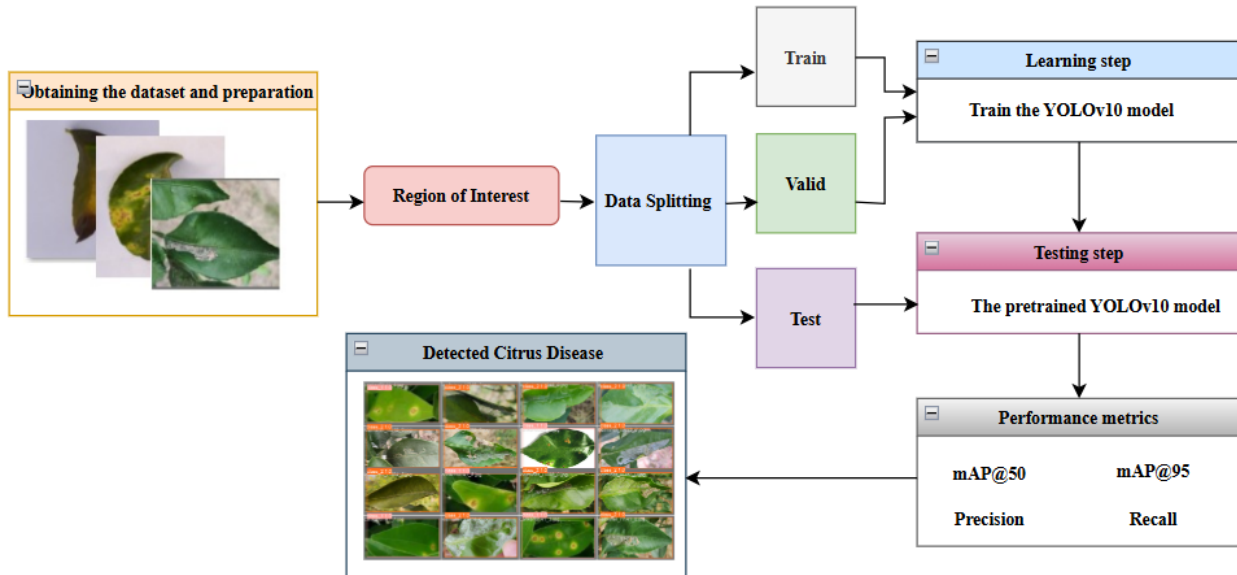 Obtaining the dataset and preparation
Region of Interest
Data Splitting
Train
Valid
Test
Learning step
Train the YOLOv10 model
Testing step
The pretrained YOLOv10 model
Performance metrics
mAP@50 mAP@95
Precision Recall
Detected Citrus Disease